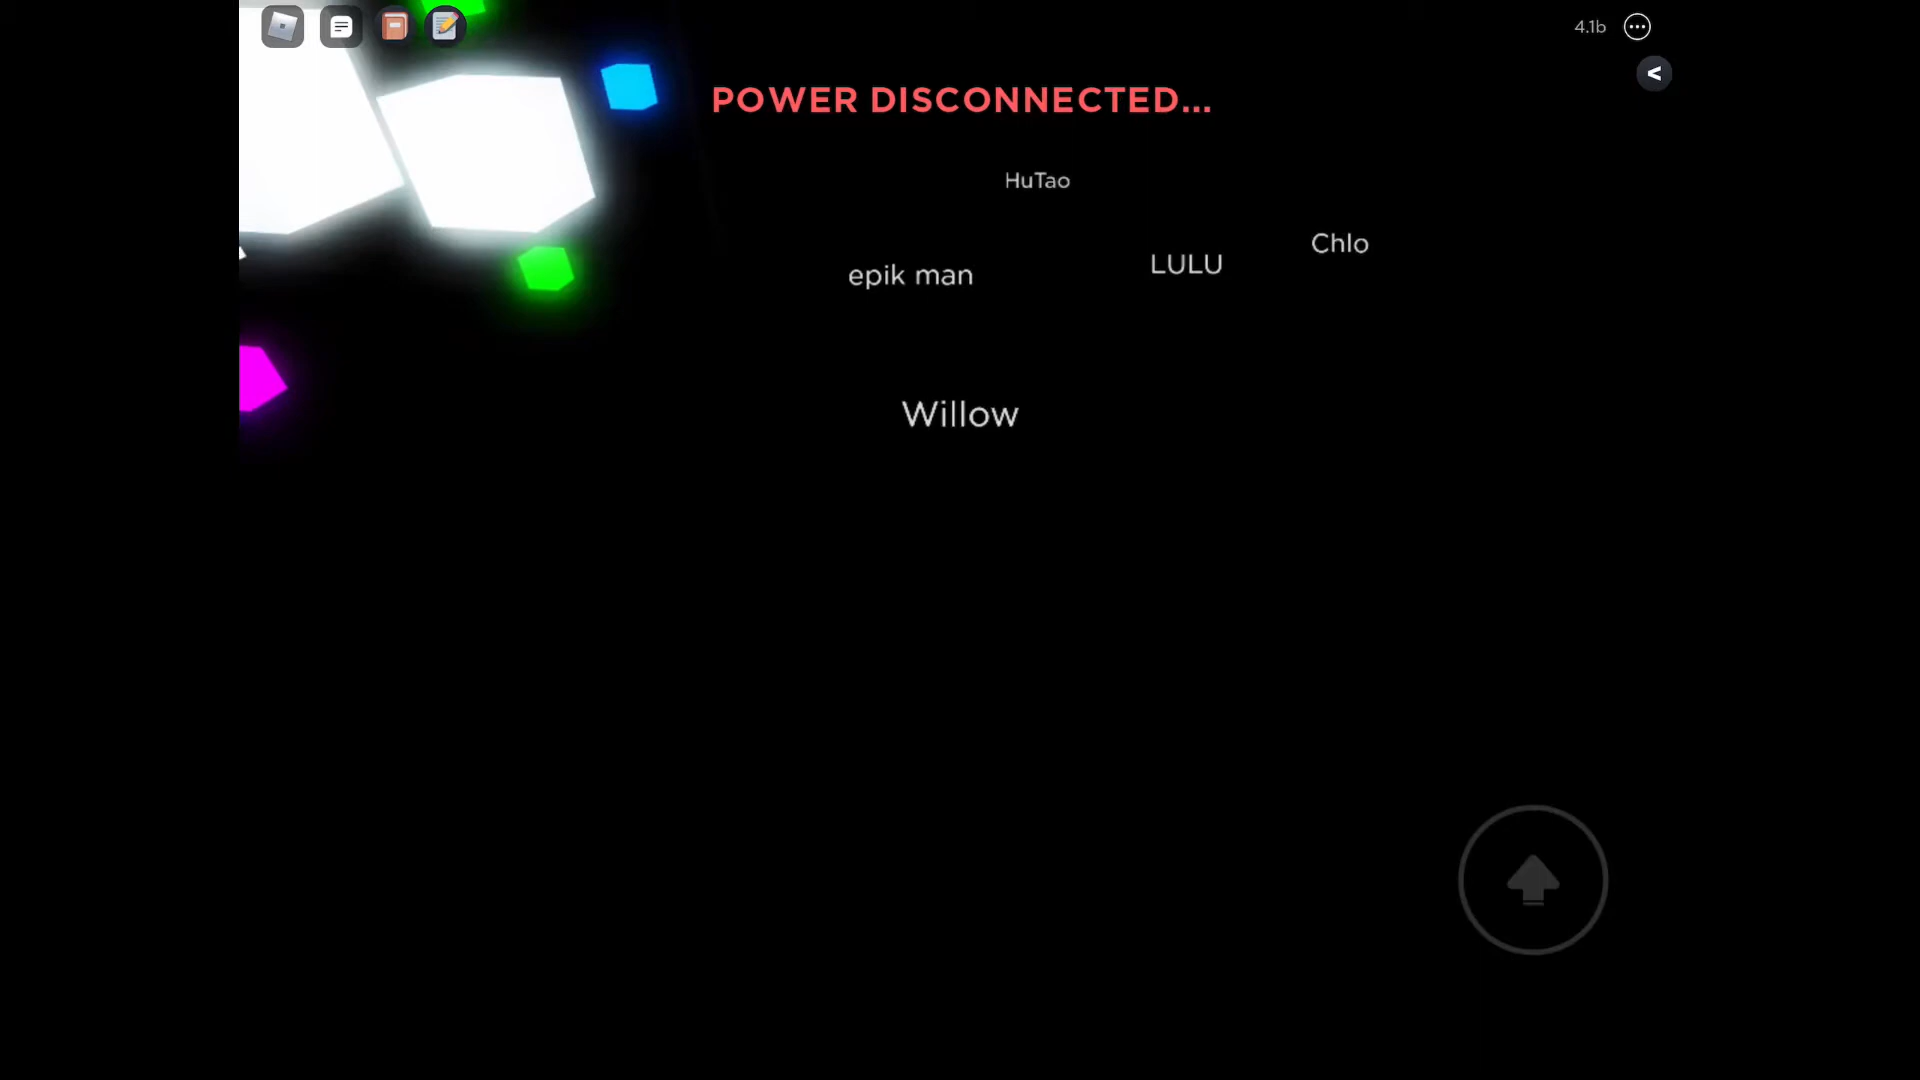 4.1b
<
POWER DISCONNECTED...
HuTao
Chlo
LULU
epik man
Willow